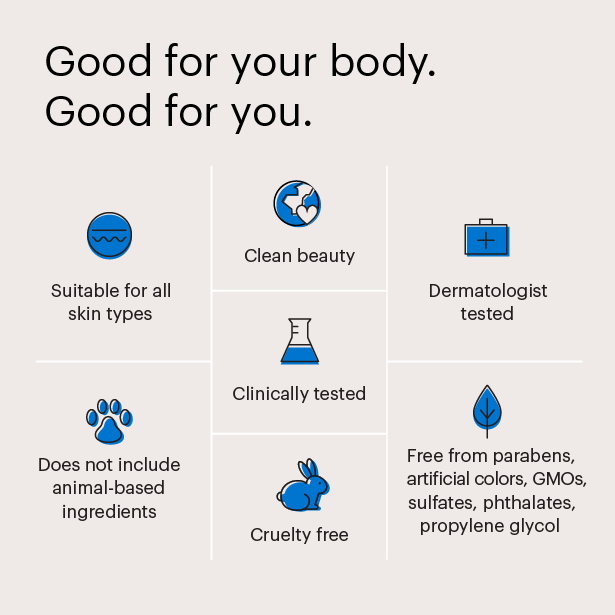 Good for your body.
Good for you.
Suitable for all
skin types
Clean beauty
Dermatologist
tested
Clinically tested
Does not include
animal-based
ingredients
Cruelty free
Free from parabens,
artificial colors, GMOs,
sulfates, phthalates,
propylene glycol